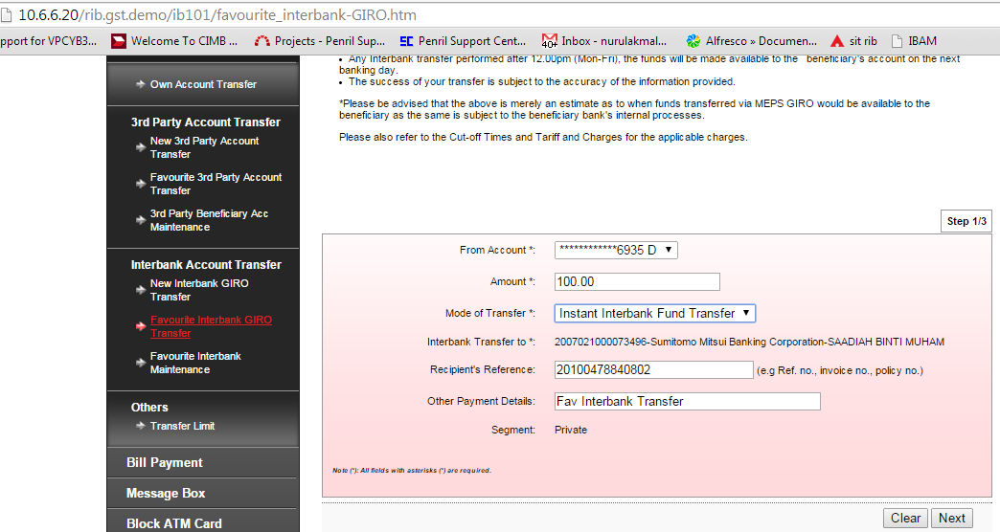 10.6.6.20/rib.gst.demo/ib101/favourite_interbank-GIRO.htm
pport for VPCYB3... Welcome To CIMB ... Projects - Penril Sup... Penril Support Cent... Inbox - nurulakmal... Alfresco » Documen... sit rib IBAM
Own Account Transfer
3rd Party Account Transfer
New 3rd Party Account
Transfer
Favourite 3rd Party Account
Transfer
3rd Party Beneficiary Acc
Maintenance
Interbank Account Transfer
New Interbank GIRO
Transfer
Favourite Interbank GIRO
Transfer
Favourite Interbank
Maintenance
Others
Transfer Limit
Bill Payment
Message Box
Block ATM Card
• Any Interbank transfer performed after 12.00pm (Mon-Fri), the funds will be made available to the beneficiary's account on the next
banking day.
• The success of your transfer is subject to the accuracy of the information provided.
*Please be advised that the above is merely an estimate as to when funds transferred via MEPS GIRO would be available to the
beneficiary as the same is subject to the beneficiary bank's internal processes.
Please also refer to the Cut-off Times and Tariff and Charges for the applicable charges.
Step 1/3
From Account *: ************6935 D
Amount *: 100.00
Mode of Transfer *: Instant Interbank Fund Transfer
Interbank Transfer to *: 2007021000073496-Sumitomo Mitsui Banking Corporation-SAADIAH BINTI MUHAM
Recipient's Reference: 20100478840802 (e.g Ref. no., invoice no., policy no.)
Other Payment Details: Fav Interbank Transfer
Segment: Private
Note (*): All fields with asterisks (*) are required.
Clear Next